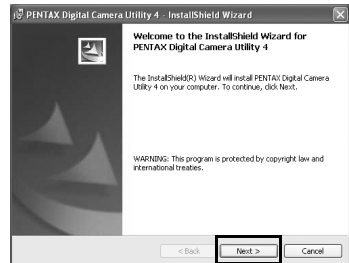 PENTAX Digital Camera Utility 4 - InstallShield Wizard
Welcome to the InstallShield Wizard for
PENTAX Digital Camera Utility 4
The InstallShield(R) Wizard will install PENTAX Digital Camera
Utility 4 on your computer. To continue, click Next.
WARNING: This program is protected by copyright law and
international treaties.
< Back Next > Cancel